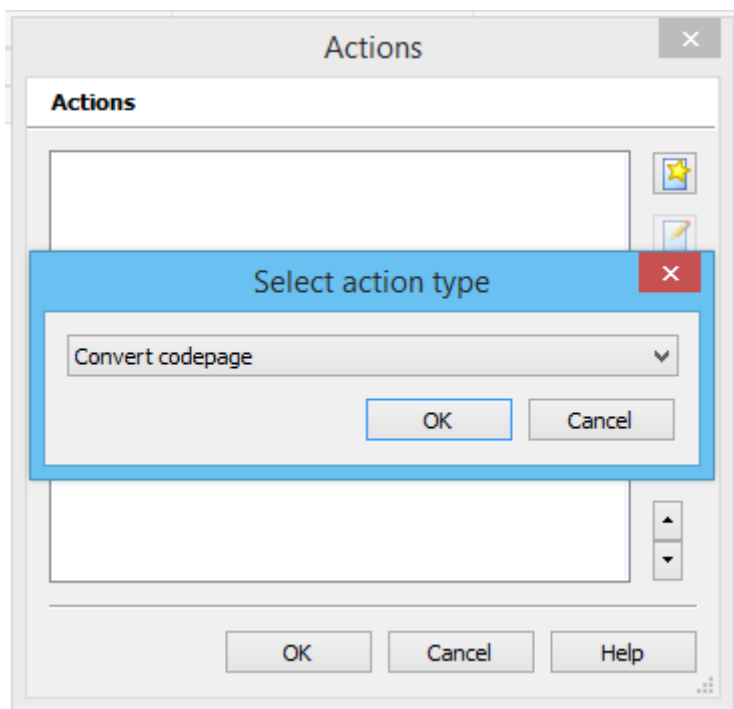 Actions
Actions
Select action type
Convert codepage
OK Cancel
OK Cancel Help